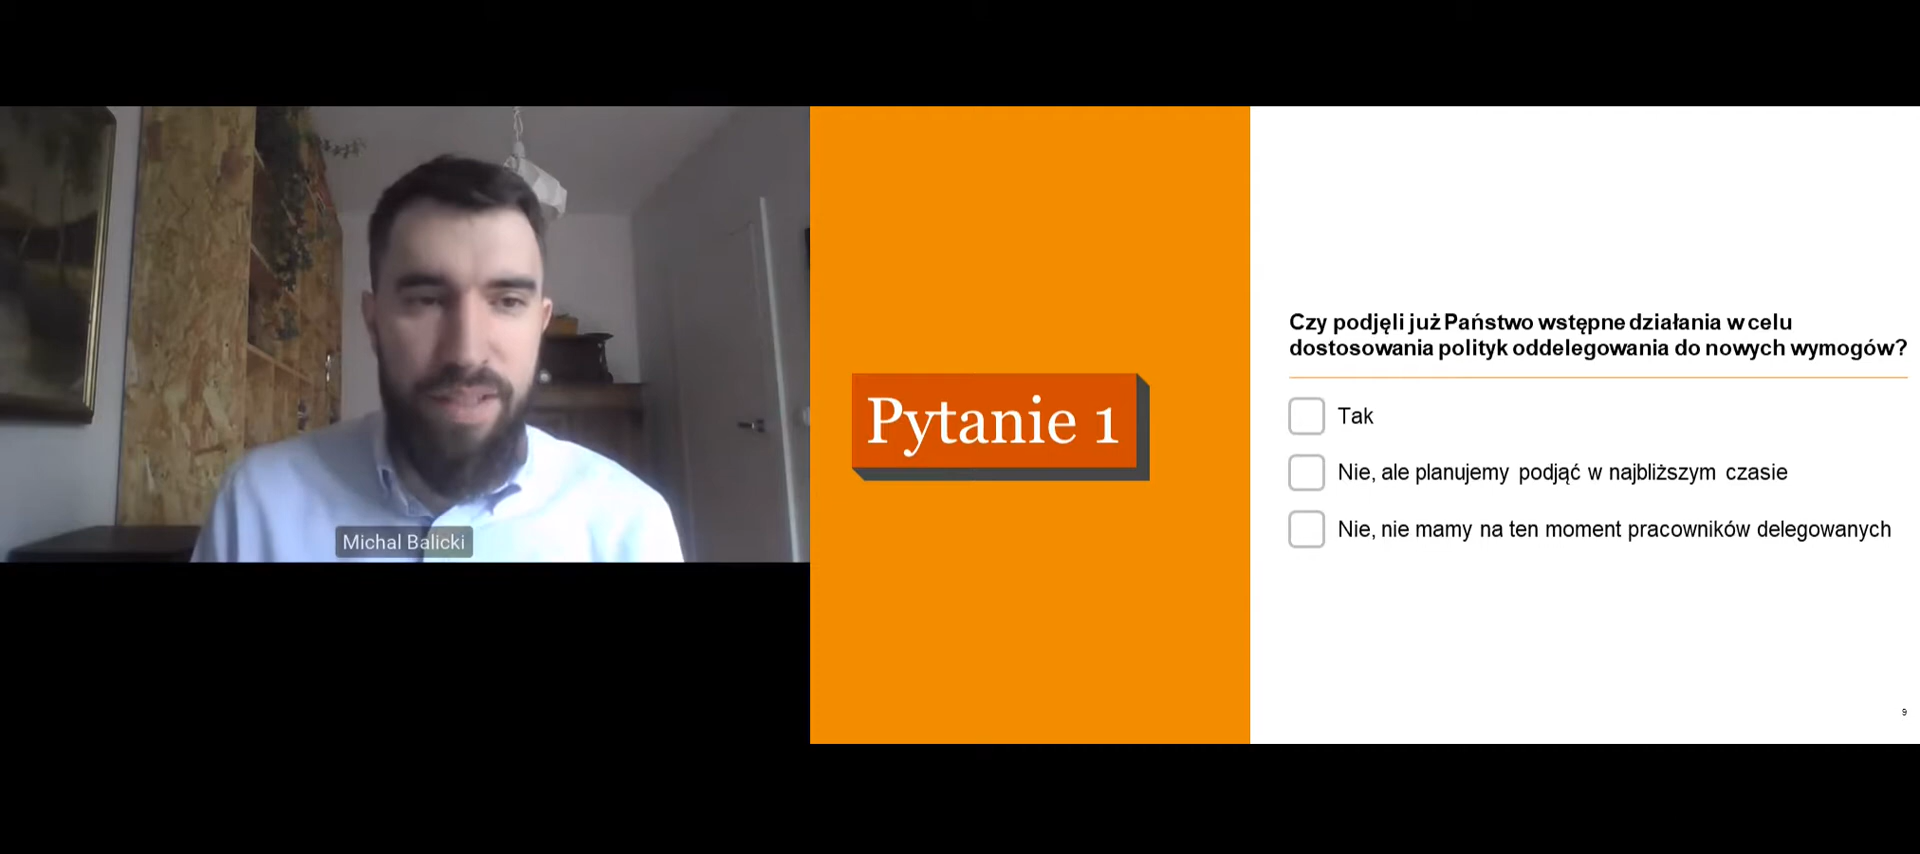 Michal Balicki
Pytanie 1
Czy podjęli już Państwo wstępne działania w celu
dostosowania polityk oddelegowania do nowych wymogów?
Tak
Nie, ale planujemy podjąć w najbliższym czasie
Nie, nie mamy na ten moment pracowników delegowanych
9